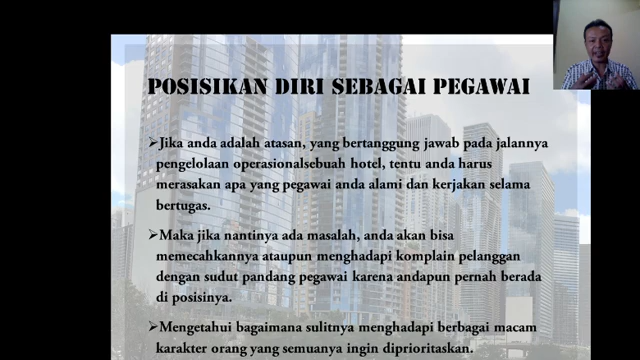 POSISIKAN DIRI SEBAGAI PEGAWAI
➢Jika anda adalah atasan, yang bertanggung jawab pada jalannya
pengelolaan operasionalsebuah hotel, tentu anda harus
merasakan apa yang pegawai anda alami dan kerjakan selama
bertugas.
➢Maka jika nantinya ada masalah, anda akan bisa
memecahkannya ataupun menghadapi komplain pelanggan
dengan sudut pandang pegawai karena andapun pernah berada
di posisinya.
➢Mengetahui bagaimana sulitnya menghadapi berbagai macam
karakter orang yang semuanya ingin diprioritaskan.